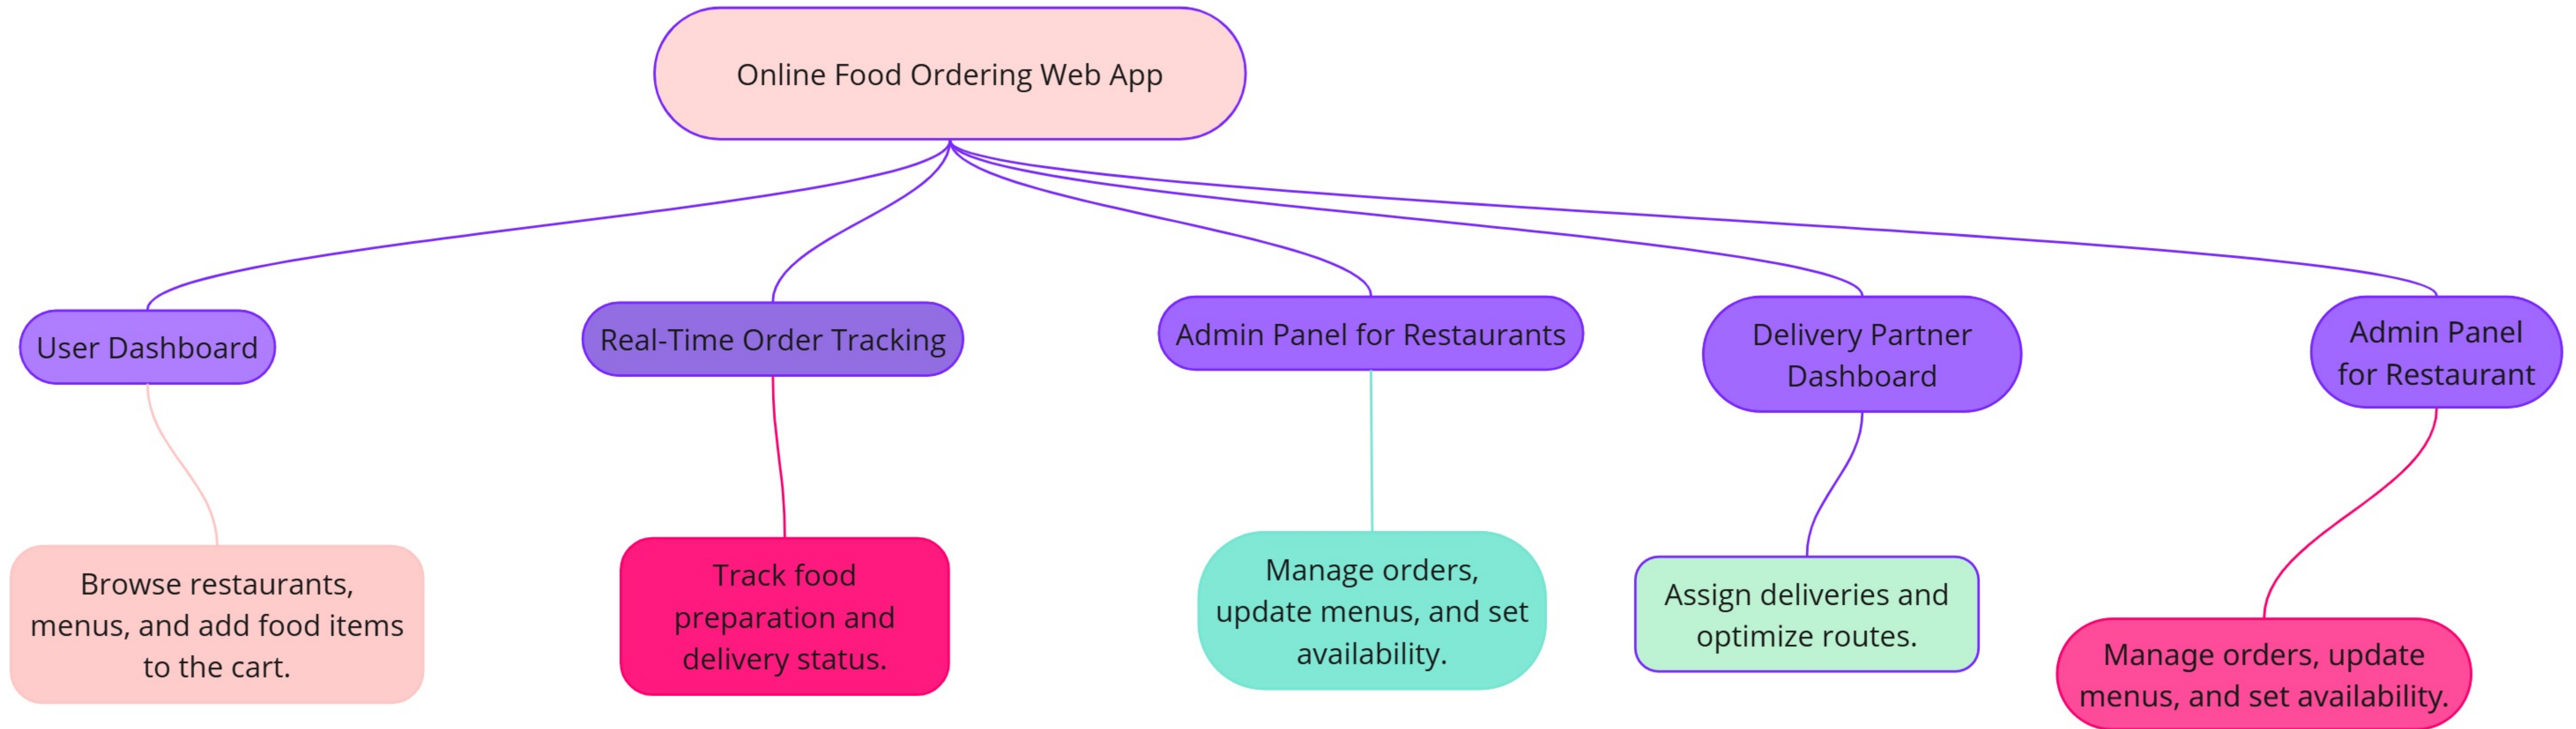 Online Food Ordering Web App
User Dashboard
Real-Time Order Tracking
Admin Panel for Restaurants
Delivery Partner
Dashboard
Admin Panel
for Restaurant
Browse restaurants,
menus, and add food items
to the cart.
Track food
preparation and
delivery status.
Manage orders,
update menus, and set
availability.
Assign deliveries and
optimize routes.
Manage orders, update
menus, and set availability.